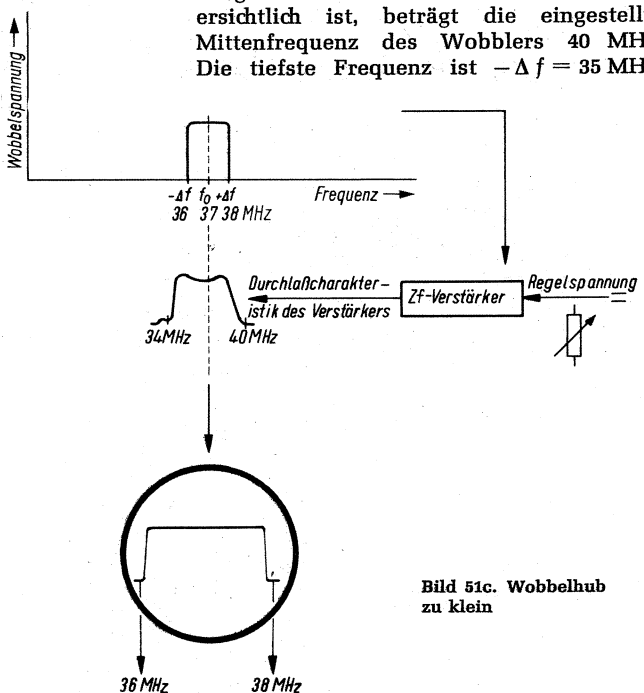 ersichtlich ist, beträgt die eingestell
Mittenfrequenz des Wobblers 40 MH
Die tiefste Frequenz ist − Δ f = 35 MH
Wobbelspannung
−Δf f₀ +Δf
36 37 38 MHz
Frequenz
Durchlaßcharakter–
istik des Verstärkers
Zf-Verstärker
Regelspannung
34MHz
40MHz
Bild 51c. Wobbelhub
zu klein
36 MHz
38 MHz